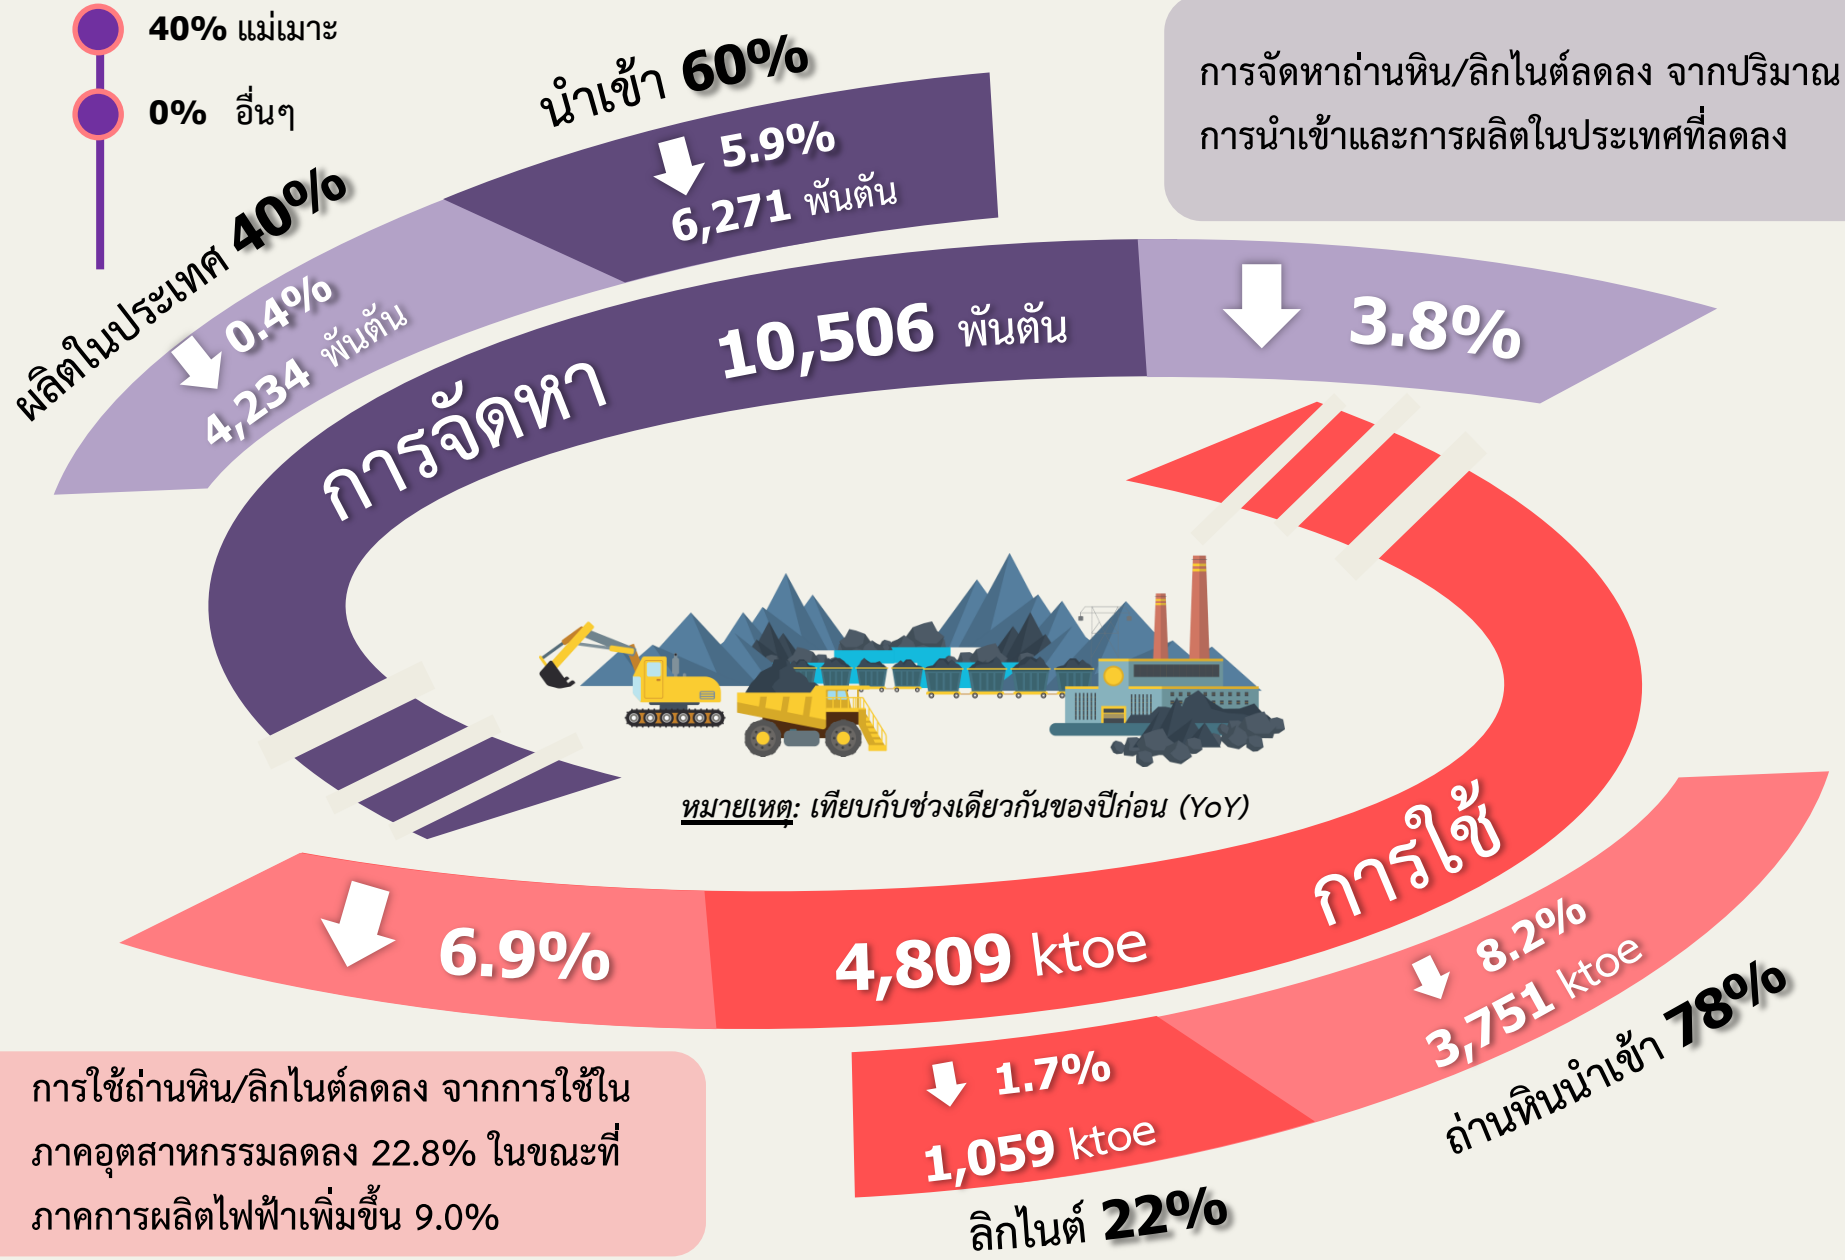 40% แม่เมาะ
0% อื่นๆ
นำเข้า 60%
5.9%
6,271 พันตัน
ผลิตในประเทศ 40%
0.4%
4,234 พันตัน
การจัดหาถ่านหิน/ลิกไนต์ลดลง จากปริมาณ
การนำเข้าและการผลิตในประเทศที่ลดลง
การจัดหา 10,506 พันตัน
3.8%
หมายเหตุ: เทียบกับช่วงเดียวกันของปีก่อน (YoY)
การใช้
4,809 ktoe
6.9%
8.2%
3,751 ktoe
ถ่านหินนำเข้า 78%
1.7%
1,059 ktoe
ลิกไนต์ 22%
การใช้ถ่านหิน/ลิกไนต์ลดลง จากการใช้ใน
ภาคอุตสาหกรรมลดลง 22.8% ในขณะที่
ภาคการผลิตไฟฟ้าเพิ่มขึ้น 9.0%